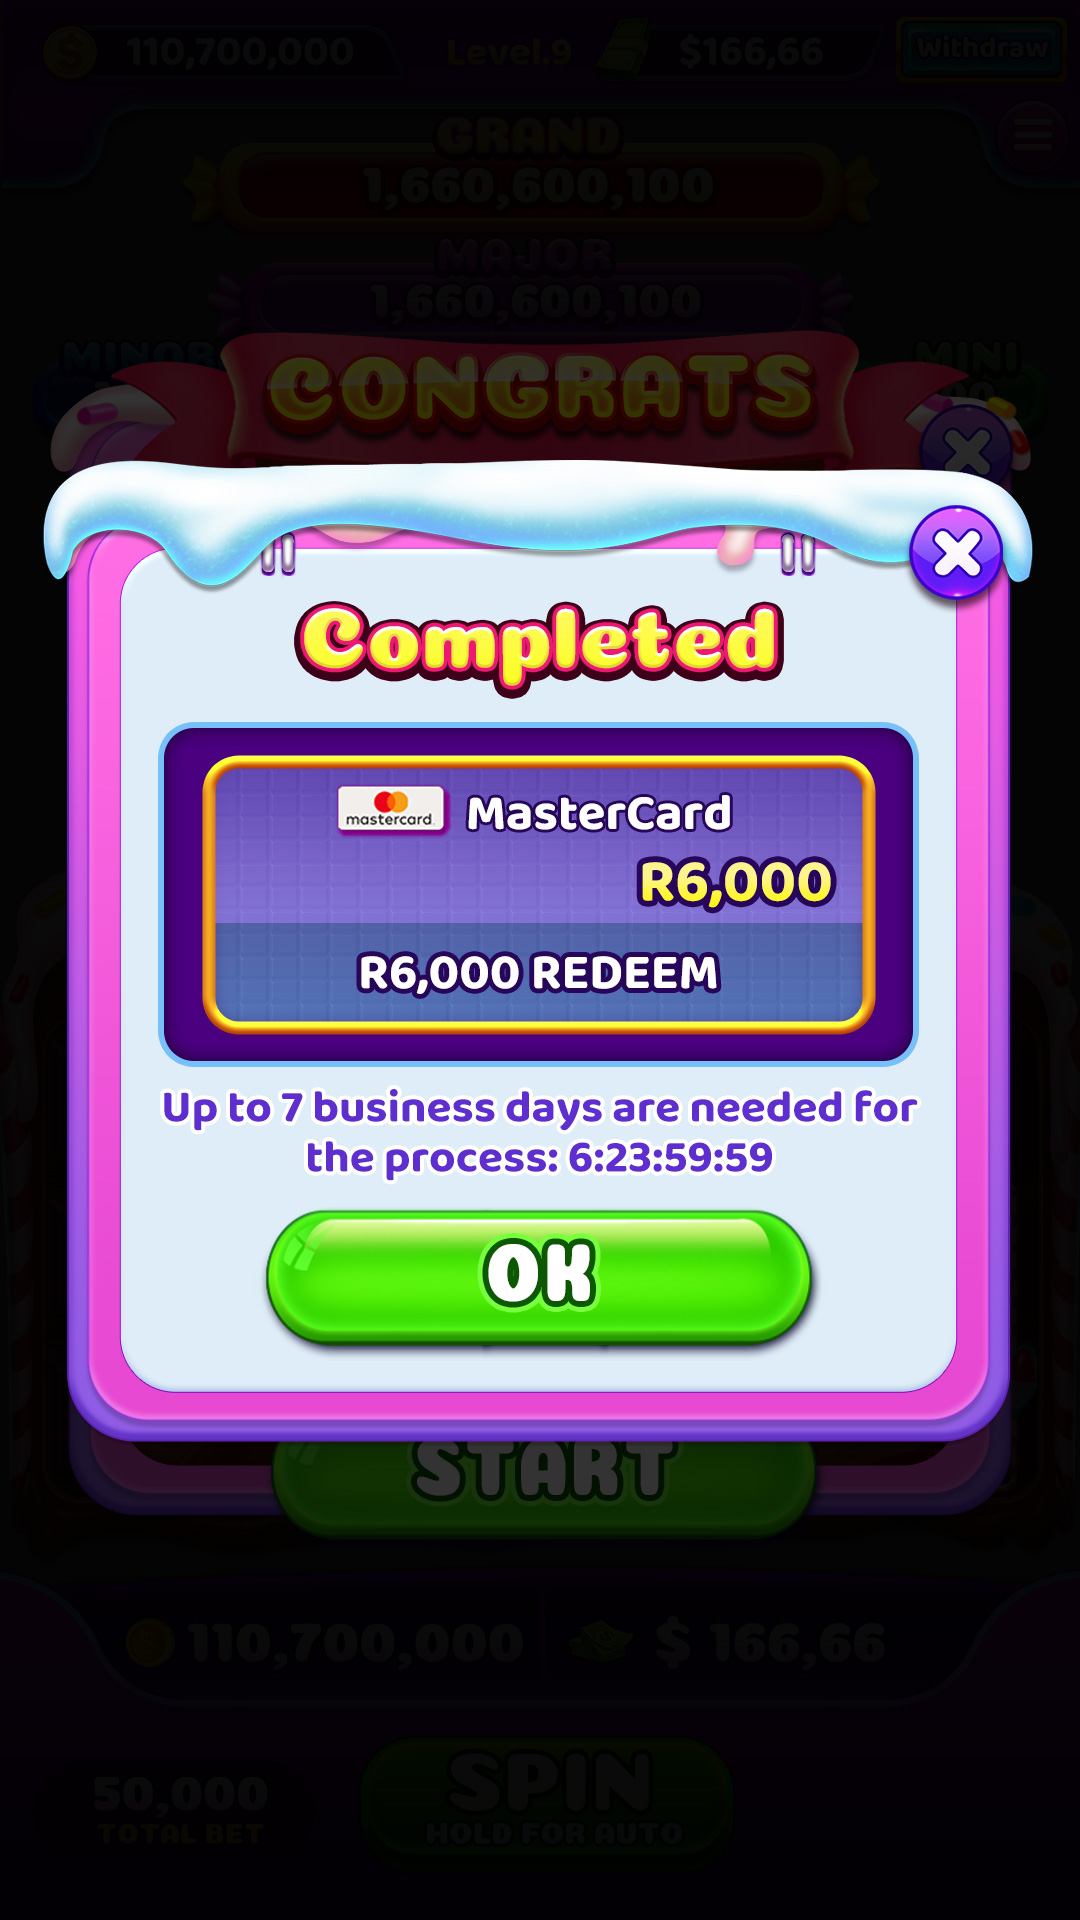 110,700,000 Level.9 $166,66 Withdraw
GRAND
1,660,600,100
MAJOR
1,660,600,100
MINOR MINI
CONGRATS
Completed
mastercard. MasterCard
R6,000
R6,000 REDEEM
Up to 7 business days are needed for
the process: 6:23:59:59
OK
START
110,700,000 $ 166,66
50,000
TOTAL BET
SPIN
HOLD FOR AUTO